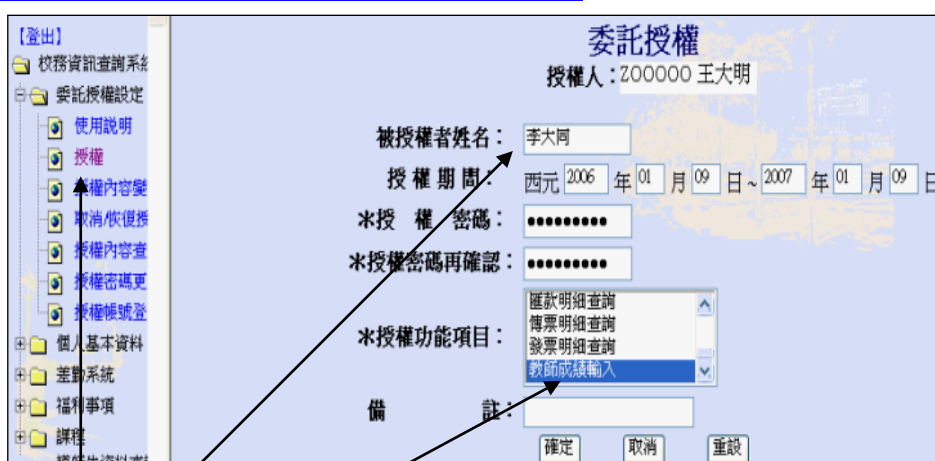 【登出】
校務資訊查詢系
委託授權設定
使用説明
授權
授權內容變
取消/恢復授
授權內容查
授權密碼更
授權帳號登
個人基本資料
差勤系統
福利事項
課程
委託授權
授權人：Z00000 王大明
被授權者姓名： 李大同
授權期間： 西元 2006 年 01 月 09 日~ 2007 年 01 月 09 日
*授 權 密碼： ●●●●●●●●●
*授權密碼再確認： ●●●●●●●●●
*授權功能項目：
匯款明細查詢
傳票明細查詢
發票明細查詢
教師成績輸入
備 註：
確定 取消 重設